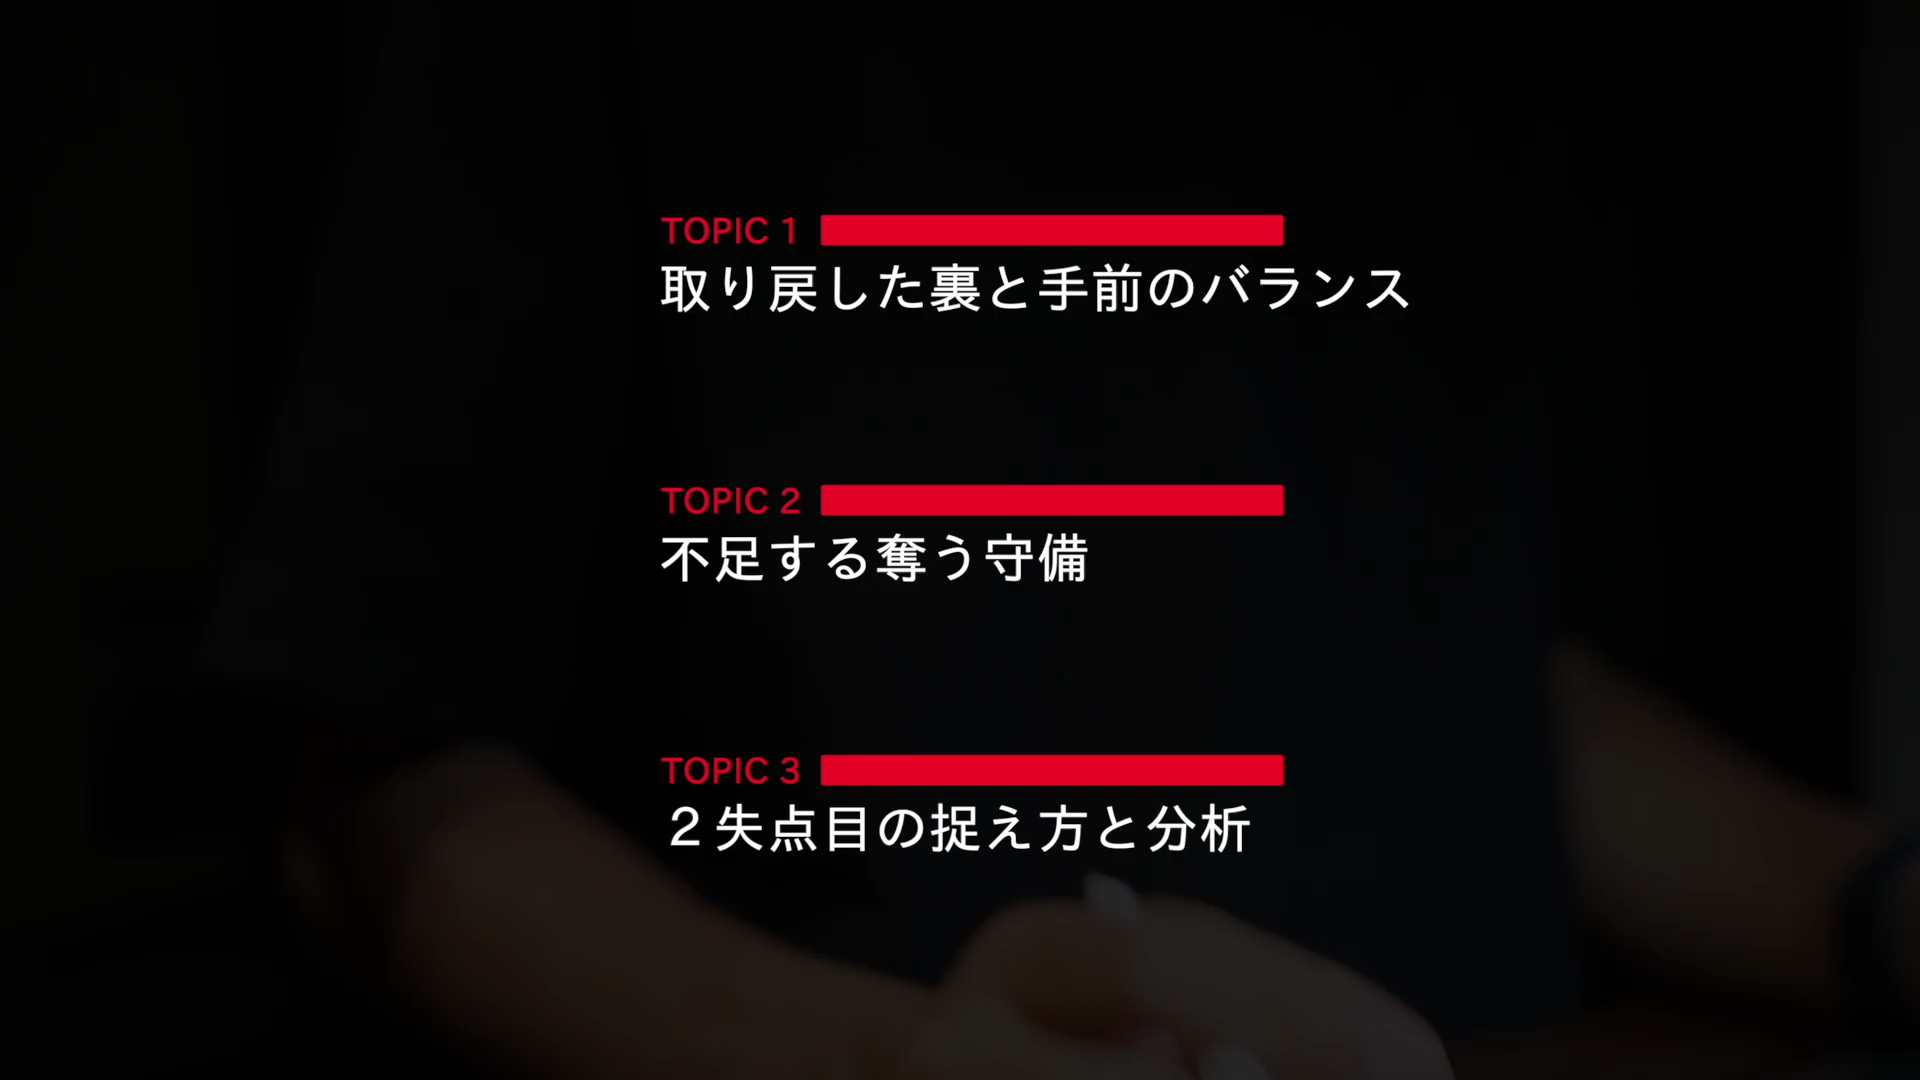 TOPIC 1
取り戻した裏と手前のバランス
TOPIC 2
不足する奪う守備
TOPIC 3
２失点目の捉え方と分析